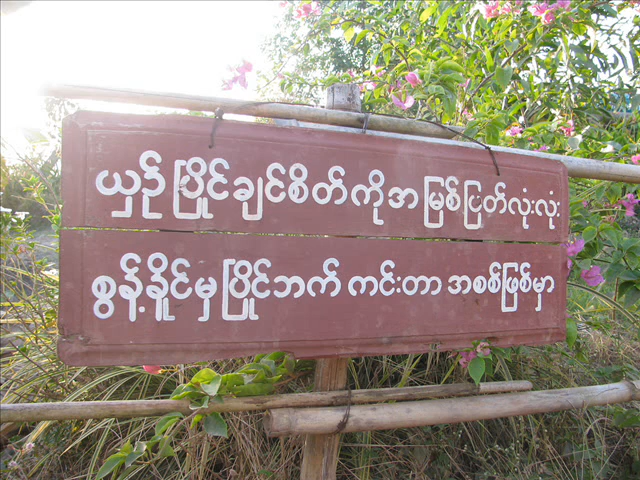 ယှဉ်ပြိုင်ချင်စိတ်ကိုအမြစ်ပြတ်လုံးလုံး
စွန့်နိုင်မှပြိုင်ဘက်ကင်းတာ အစစ်ဖြစ်မှာ